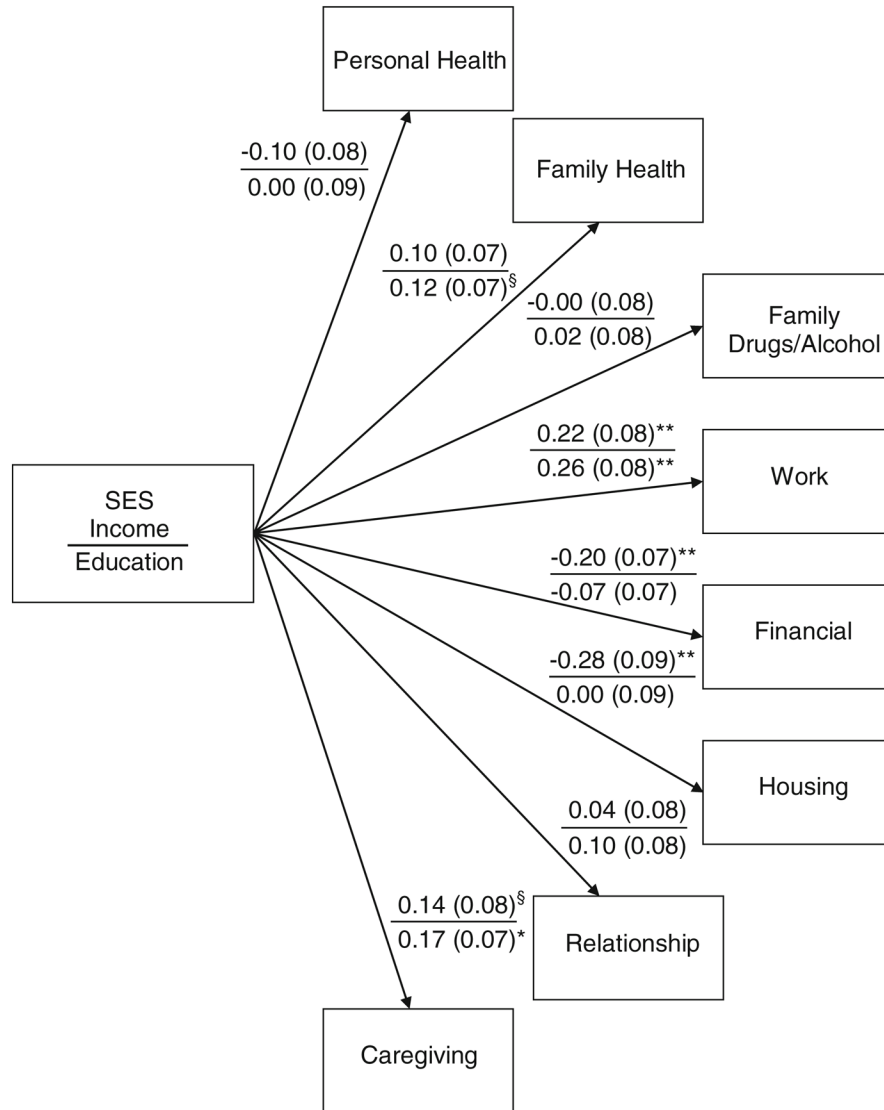 Personal Health
-0.10 (0.08)
0.00 (0.09)
Family Health
0.10 (0.07)
0.12 (0.07)§
-0.00 (0.08)
0.02 (0.08)
Family
Drugs/Alcohol
0.22 (0.08)**
0.26 (0.08)**
Work
SES
Income
Education
-0.20 (0.07)**
-0.07 (0.07)
Financial
-0.28 (0.09)**
0.00 (0.09)
Housing
0.04 (0.08)
0.10 (0.08)
0.14 (0.08)§
0.17 (0.07)*
Relationship
Caregiving